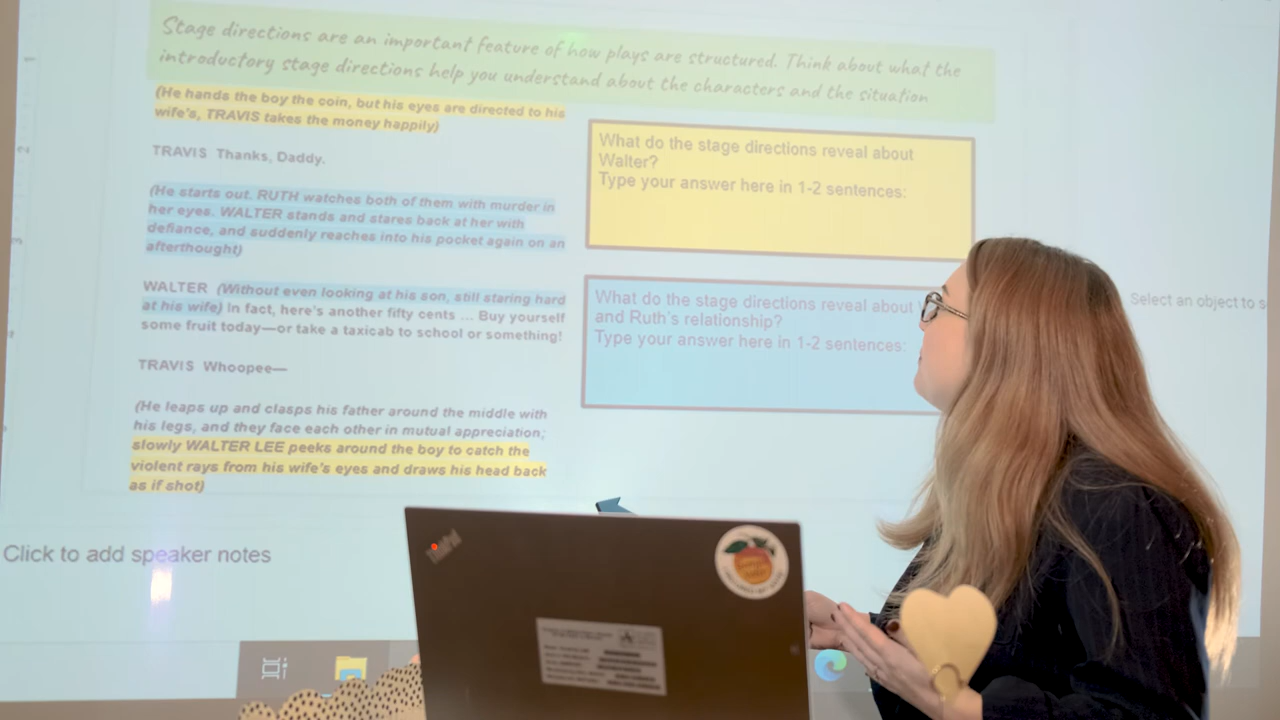 Stage directions are an important feature of how plays are structured. Think about what the
introductory stage directions help you understand about the characters and the situation
(He hands the boy the coin, but his eyes are directed to his
wife's, TRAVIS takes the money happily)
TRAVIS Thanks, Daddy.
(He starts out. RUTH watches both of them with murder in
her eyes. WALTER stands and stares back at her with
defiance, and suddenly reaches into his pocket again on an
afterthought)
WALTER (Without even looking at his son, still staring hard
at his wife) In fact, here's another fifty cents ... Buy yourself
some fruit today—or take a taxicab to school or something!
TRAVIS Whoopee—
(He leaps up and clasps his father around the middle with
his legs, and they face each other in mutual appreciation;
slowly WALTER LEE peeks around the boy to catch the
violent rays from his wife's eyes and draws his head back
as if shot)
What do the stage directions reveal about
Walter?
Type your answer here in 1-2 sentences:
What do the stage directions reveal about
and Ruth's relationship?
Type your answer here in 1-2 sentences:
Select an object to s
Click to add speaker notes